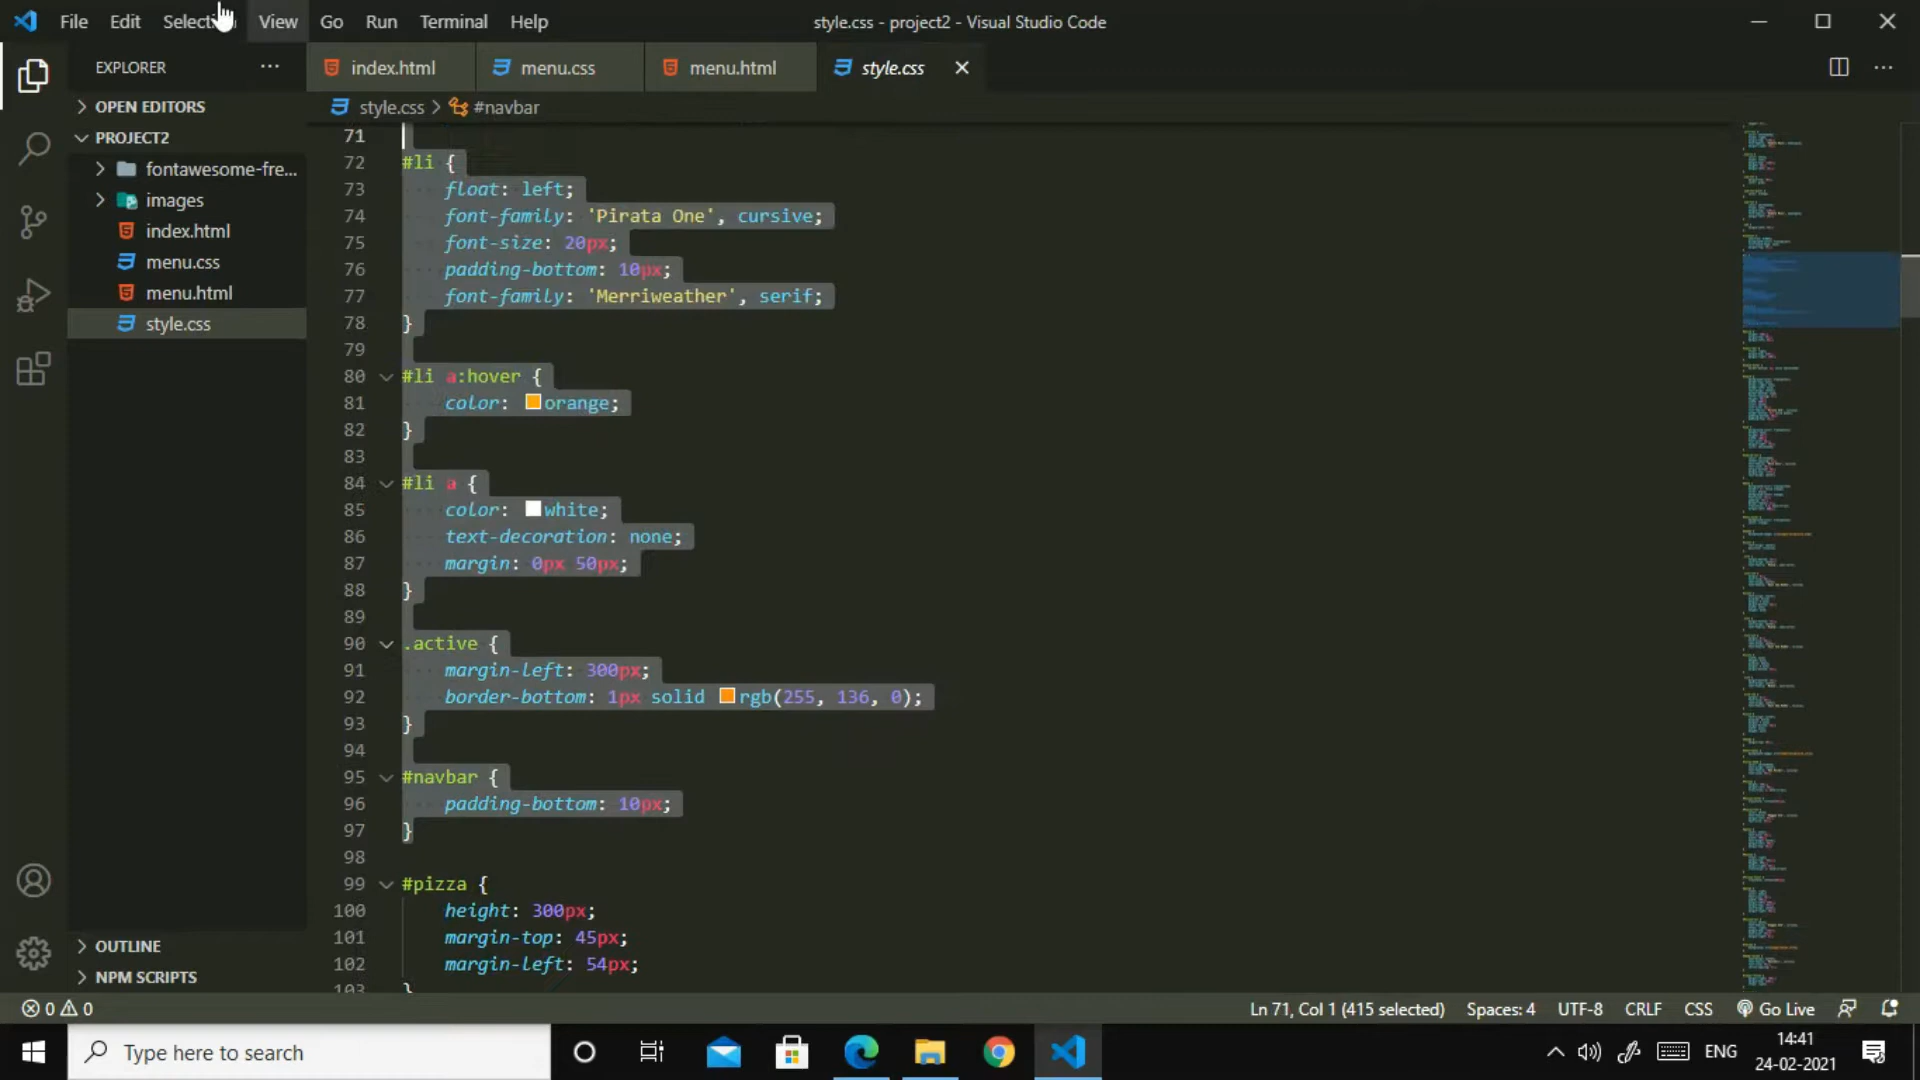 File Edit Selection View Go Run Terminal Help
style.css - project2 - Visual Studio Code
EXPLORER
index.html
menu.css
menu.html
style.css
OPEN EDITORS
style.css > #navbar
PROJECT2
fontawesome-fre...
images
index.html
menu.css
menu.html
style.css
71
72 #li {
73 float: left;
74 font-family: 'Pirata One', cursive;
75 font-size: 20px;
76 padding-bottom: 10px;
77 font-family: 'Merriweather', serif;
78 }
79
80 #li a:hover {
81 color: orange;
82 }
83
84 #li a {
85 color: white;
86 text-decoration: none;
87 margin: 0px 50px;
88 }
89
90 .active {
91 margin-left: 300px;
92 border-bottom: 1px solid rgb(255, 136, 0);
93 }
94
95 #navbar {
96 padding-bottom: 10px;
97 }
98
99 #pizza {
100 height: 300px;
101 margin-top: 45px;
102 margin-left: 54px;
103 }
OUTLINE
NPM SCRIPTS
0 0
Ln 71, Col 1 (415 selected)
Spaces: 4
UTF-8
CRLF
CSS
Go Live
Type here to search
ENG
14:41
24-02-2021